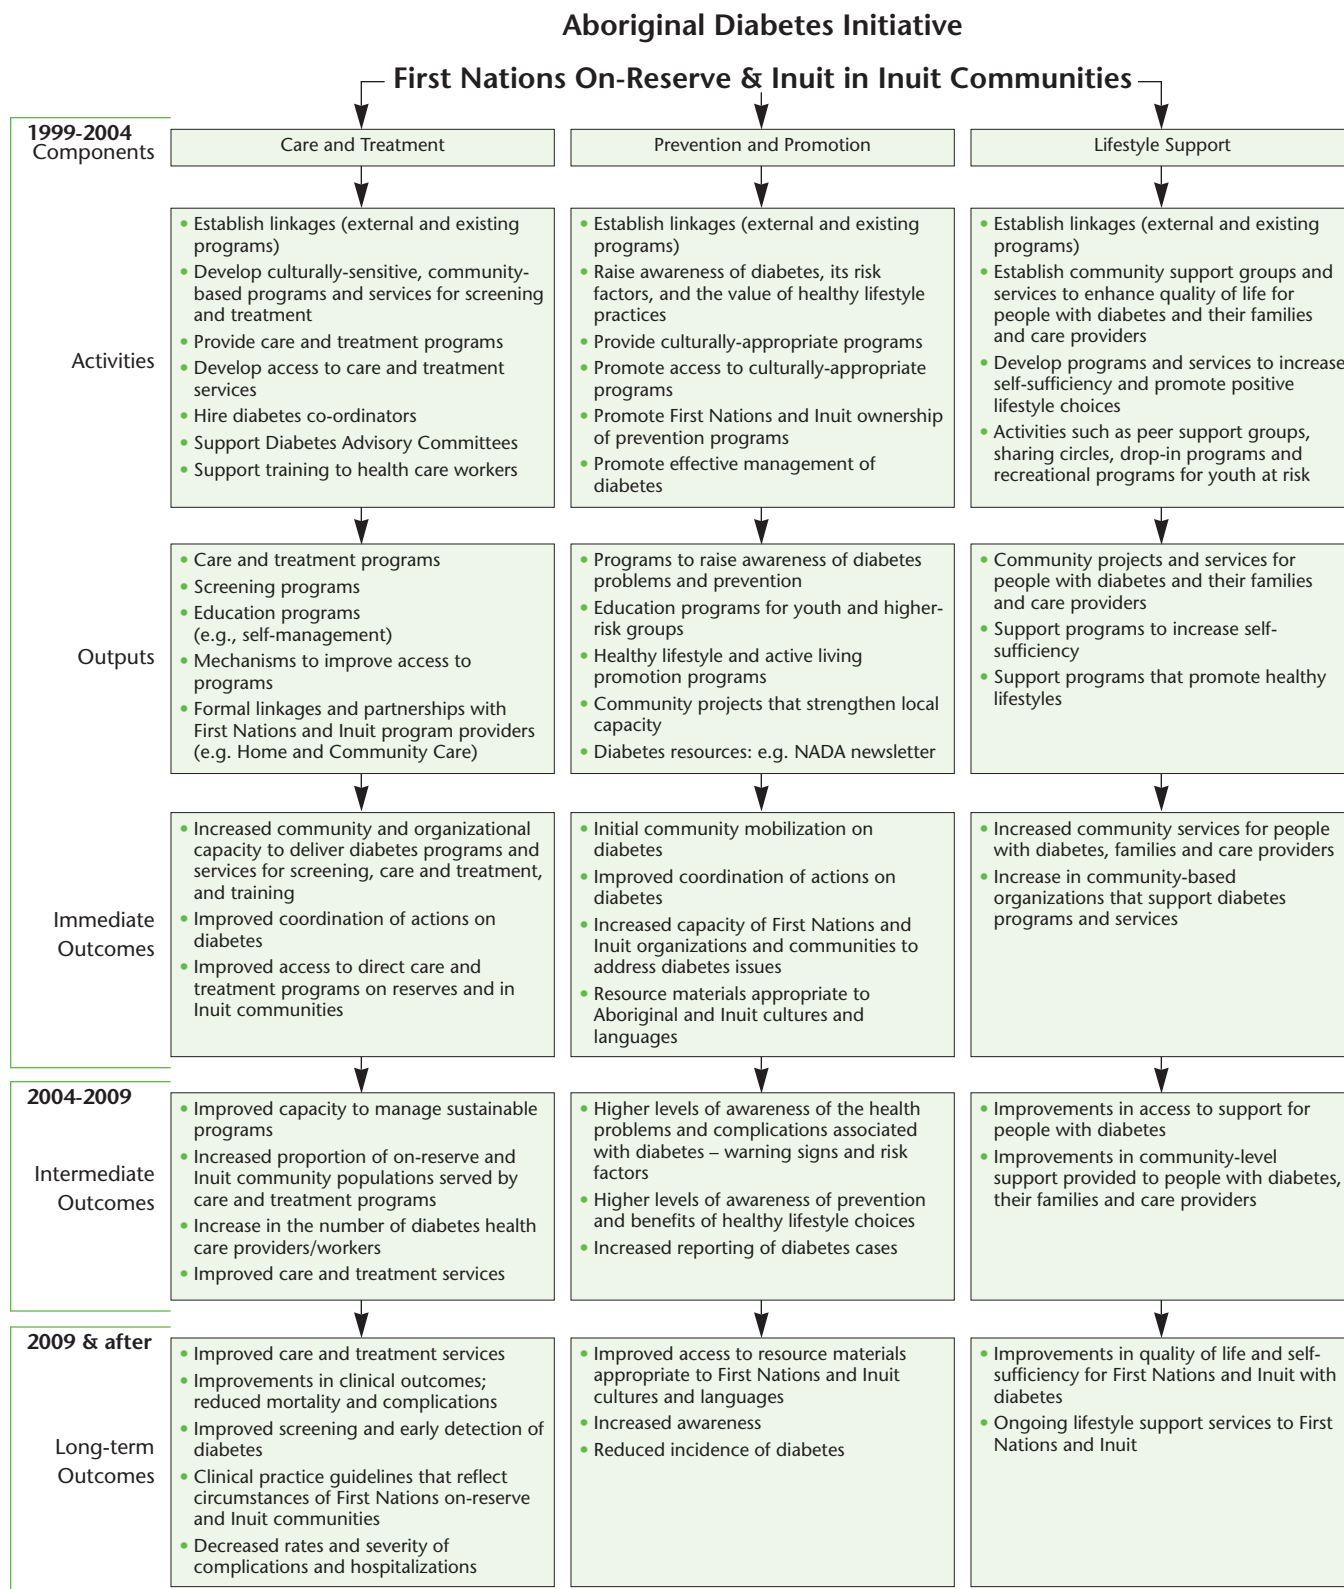 Aboriginal Diabetes Initiative
First Nations On-Reserve & Inuit in Inuit Communities
1999-2004
Components
Care and Treatment
Prevention and Promotion
Lifestyle Support
Activities
• Establish linkages (external and existing
programs)
• Develop culturally-sensitive, community-
based programs and services for screening
and treatment
• Provide care and treatment programs
• Develop access to care and treatment
services
• Hire diabetes co-ordinators
• Support Diabetes Advisory Committees
• Support training to health care workers
• Establish linkages (external and existing
programs)
• Raise awareness of diabetes, its risk
factors, and the value of healthy lifestyle
practices
• Provide culturally-appropriate programs
• Promote access to culturally-appropriate
programs
• Promote First Nations and Inuit ownership
of prevention programs
• Promote effective management of
diabetes
• Establish linkages (external and existing
programs)
• Establish community support groups and
services to enhance quality of life for
people with diabetes and their families
and care providers
• Develop programs and services to increase
self-sufficiency and promote positive
lifestyle choices
• Activities such as peer support groups,
sharing circles, drop-in programs and
recreational programs for youth at risk
Outputs
• Care and treatment programs
• Screening programs
• Education programs
(e.g., self-management)
• Mechanisms to improve access to
programs
• Formal linkages and partnerships with
First Nations and Inuit program providers
(e.g. Home and Community Care)
• Programs to raise awareness of diabetes
problems and prevention
• Education programs for youth and higher-
risk groups
• Healthy lifestyle and active living
promotion programs
• Community projects that strengthen local
capacity
• Diabetes resources: e.g. NADA newsletter
• Community projects and services for
people with diabetes and their families
and care providers
• Support programs to increase self-
sufficiency
• Support programs that promote healthy
lifestyles
Immediate
Outcomes
• Increased community and organizational
capacity to deliver diabetes programs and
services for screening, care and treatment,
and training
• Improved coordination of actions on
diabetes
• Improved access to direct care and
treatment programs on reserves and in
Inuit communities
• Initial community mobilization on
diabetes
• Improved coordination of actions on
diabetes
• Increased capacity of First Nations and
Inuit organizations and communities to
address diabetes issues
• Resource materials appropriate to
Aboriginal and Inuit cultures and
languages
• Increased community services for people
with diabetes, families and care providers
• Increase in community-based
organizations that support diabetes
programs and services
2004-2009
Intermediate
Outcomes
• Improved capacity to manage sustainable
programs
• Increased proportion of on-reserve and
Inuit community populations served by
care and treatment programs
• Increase in the number of diabetes health
care providers/workers
• Improved care and treatment services
• Higher levels of awareness of the health
problems and complications associated
with diabetes – warning signs and risk
factors
• Higher levels of awareness of prevention
and benefits of healthy lifestyle choices
• Increased reporting of diabetes cases
• Improvements in access to support for
people with diabetes
• Improvements in community-level
support provided to people with diabetes,
their families and care providers
2009 & after
Long-term
Outcomes
• Improved care and treatment services
• Improvements in clinical outcomes;
reduced mortality and complications
• Improved screening and early detection of
diabetes
• Clinical practice guidelines that reflect
circumstances of First Nations on-reserve
and Inuit communities
• Decreased rates and severity of
complications and hospitalizations
• Improved access to resource materials
appropriate to First Nations and Inuit
cultures and languages
• Increased awareness
• Reduced incidence of diabetes
• Improvements in quality of life and self-
sufficiency for First Nations and Inuit with
diabetes
• Ongoing lifestyle support services to First
Nations and Inuit